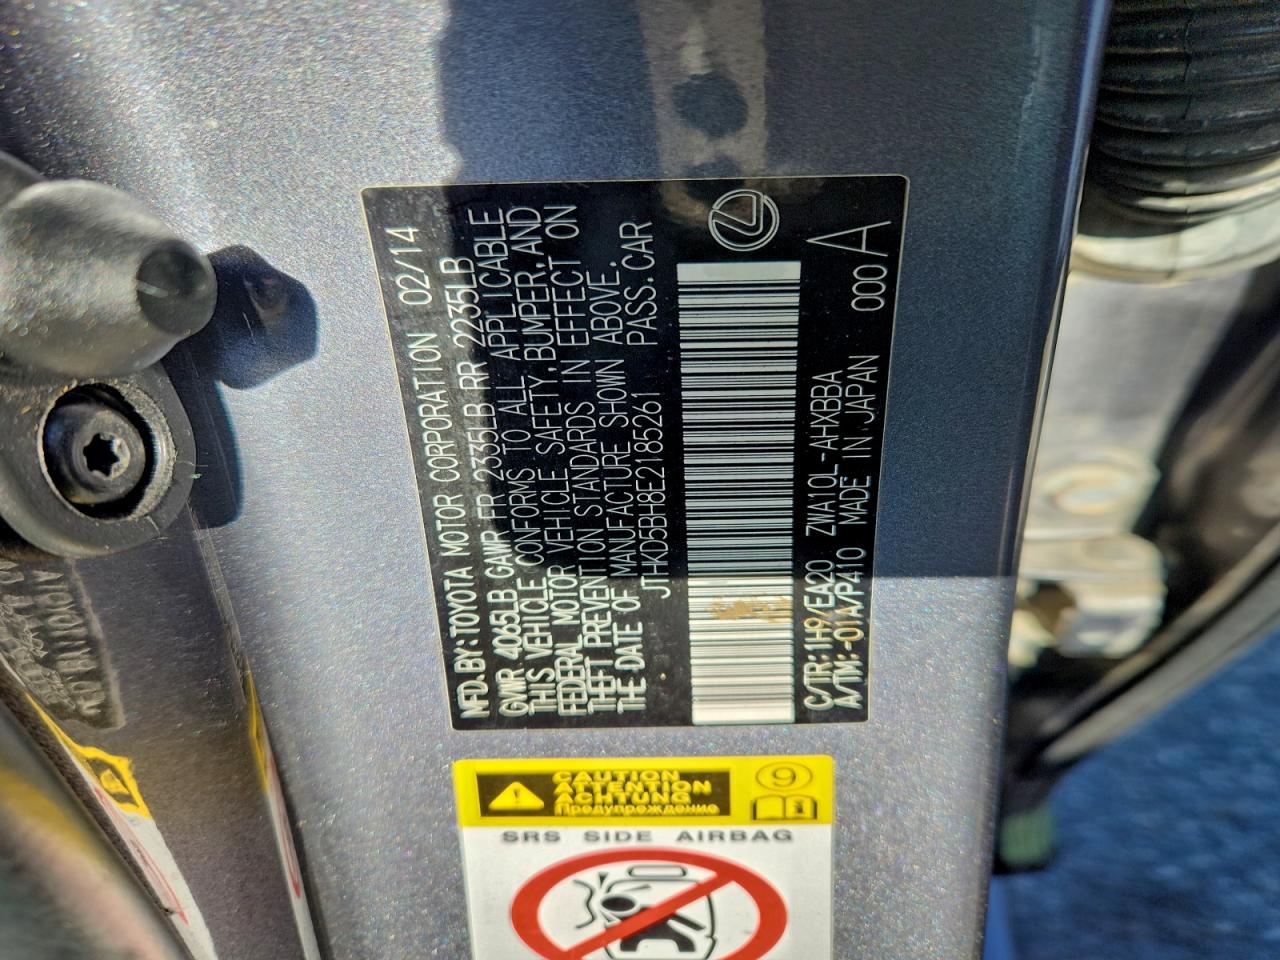 MFD.BY:TOYOTA MOTOR CORPORATION 02/14
GVWR 4065LB GAWR FR 2335LB RR 2235LB
THIS VEHICLE CONFORMS TO ALL APPLICABLE
FEDERAL MOTOR VEHICLE SAFETY, BUMPER, AND
THEFT PREVENTION STANDARDS IN EFFECT ON
THE DATE OF MANUFACTURE SHOWN ABOVE.
JTHKD5BH8E2185261 PASS.CAR
C/TR: 1H9/EA20 ZWA10L-AHXBBA
A/TM: -01A/P410 MADE IN JAPAN 000 A
CAUTION
ATTENTION
ACHTUNG
Предупреждение
9
i
SRS SIDE AIRBAG